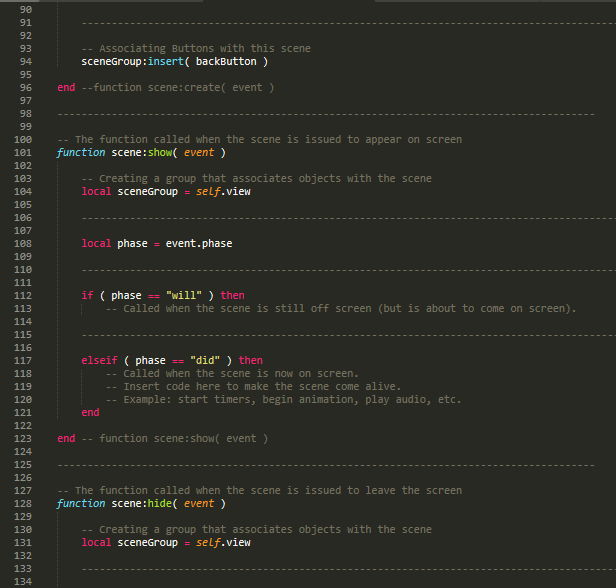 90
91 ----------------------------------------------------------------------------------------
92
93 -- Associating Buttons with this scene
94 sceneGroup:insert( backButton )
95
96 end --function scene:create( event )
97
98 -----------------------------------------------------------------------------------------
99
100 -- The function called when the scene is issued to appear on screen
101 function scene:show( event )
102
103 -- Creating a group that associates objects with the scene
104 local sceneGroup = self.view
105
106 ----------------------------------------------------------------------------------------
107
108 local phase = event.phase
109
110 ----------------------------------------------------------------------------------------
111
112 if ( phase == "will" ) then
113 -- Called when the scene is still off screen (but is about to come on screen).
114
115 ----------------------------------------------------------------------------------------
116
117 elseif ( phase == "did" ) then
118 -- Called when the scene is now on screen.
119 -- Insert code here to make the scene come alive.
120 -- Example: start timers, begin animation, play audio, etc.
121 end
122
123 end -- function scene:show( event )
124
125 -----------------------------------------------------------------------------------------
126
127 -- The function called when the scene is issued to leave the screen
128 function scene:hide( event )
129
130 -- Creating a group that associates objects with the scene
131 local sceneGroup = self.view
132
133 ----------------------------------------------------------------------------------------
134